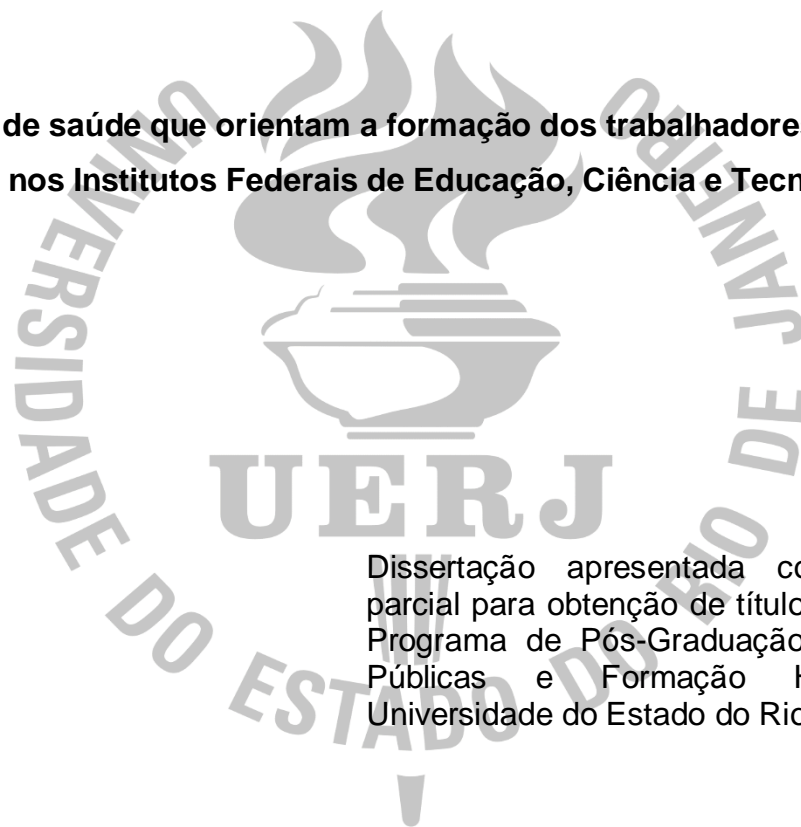 de saúde que orientam a formação dos trabalhadores
nos Institutos Federais de Educação, Ciência e Tecn
UNIVERSIDADE DO ESTADO DO RIO DE JANEIRO
UERJ
Dissertação apresentada co
parcial para obtenção de título
Programa de Pós-Graduação
Públicas e Formação H
Universidade do Estado do Rio